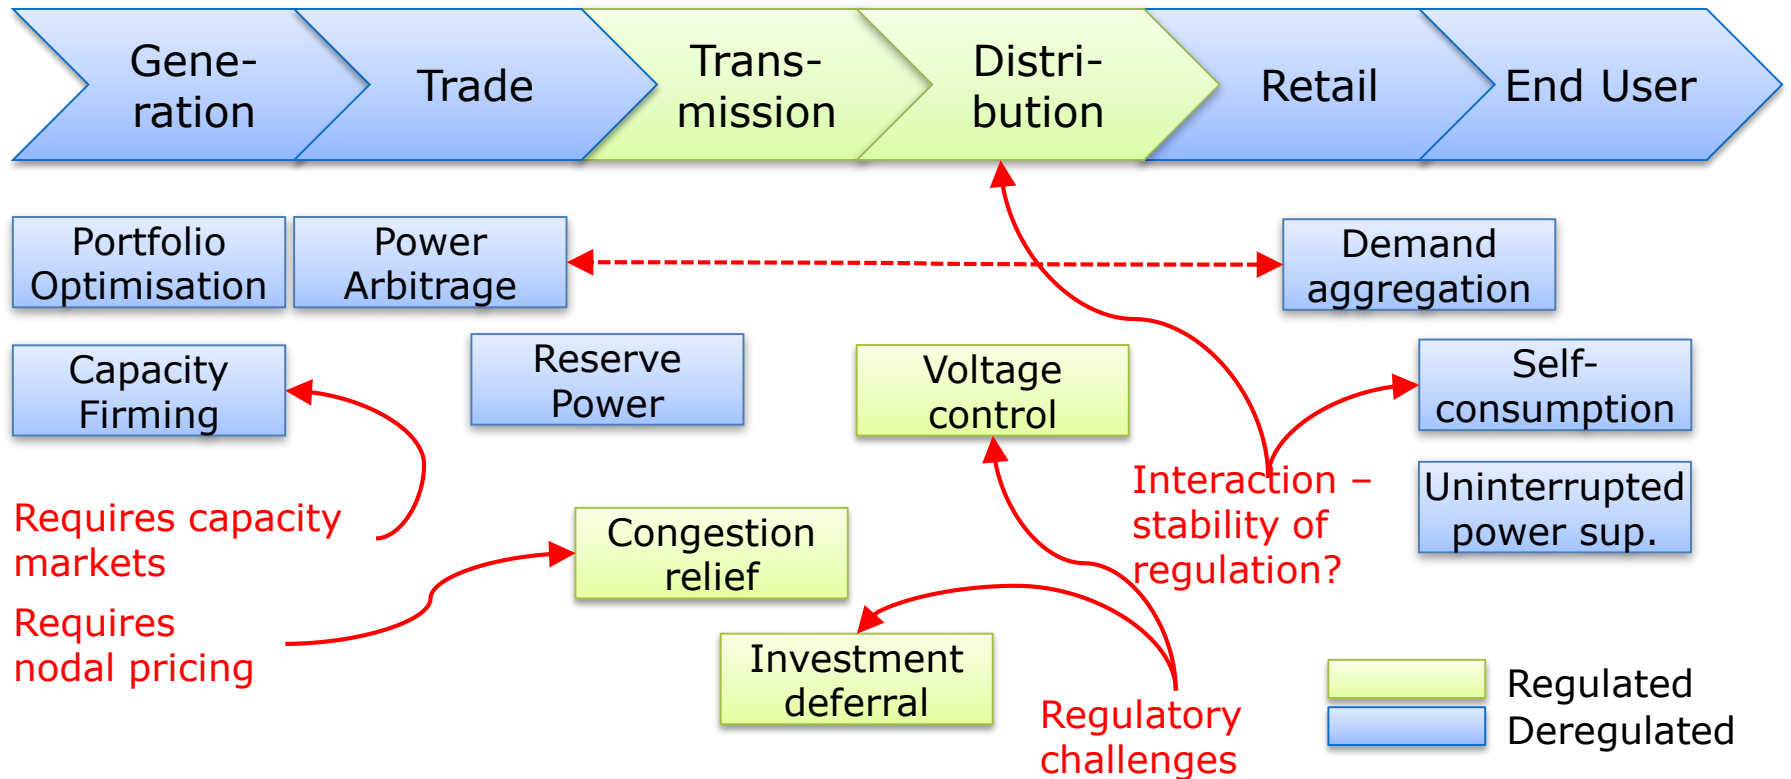 Gene-
ration
Trade
Trans-
mission
Distri-
bution
Retail
End User
Portfolio
Optimisation
Power
Arbitrage
Demand
aggregation
Capacity
Firming
Reserve
Power
Voltage
control
Self-
consumption
Interaction –
stability of
regulation?
Uninterrupted
power sup.
Requires capacity
markets
Congestion
relief
Requires
nodal pricing
Investment
deferral
Regulatory
challenges
Regulated
Deregulated